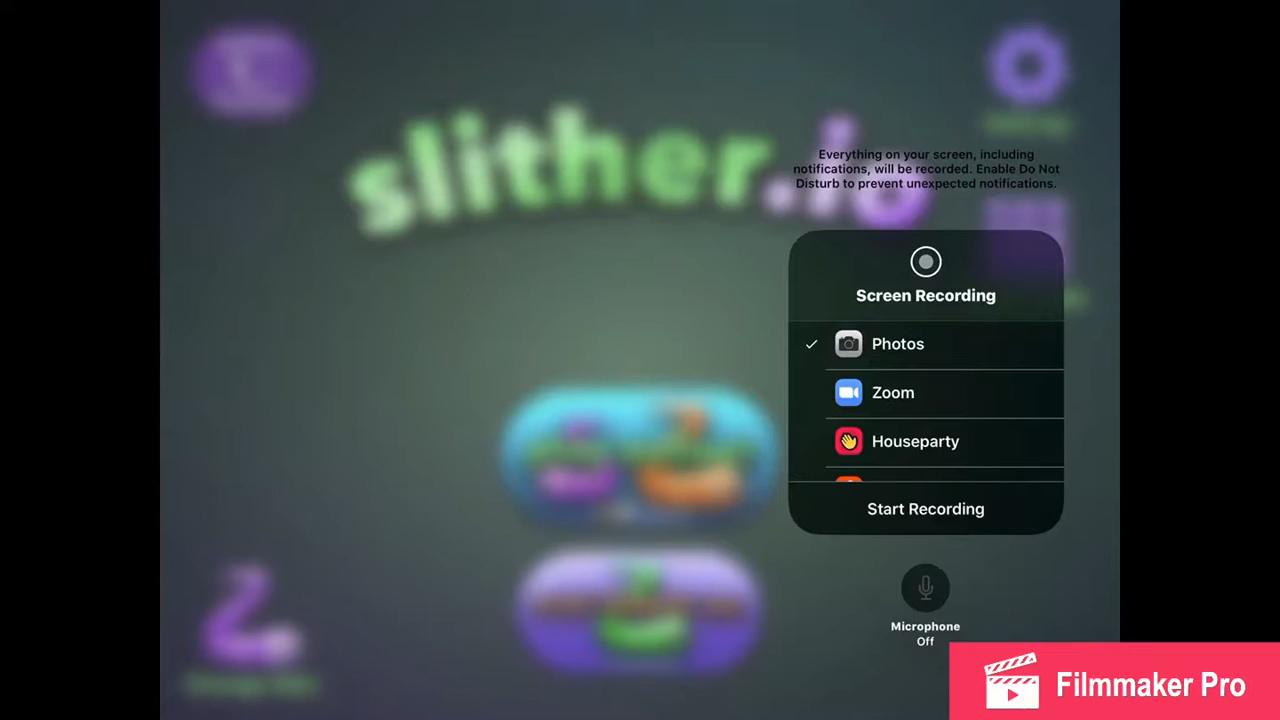 slither.io
Everything on your screen, including
notifications, will be recorded. Enable Do Not
Disturb to prevent unexpected notifications.
Screen Recording
Photos
Zoom
Houseparty
Start Recording
Microphone
Off
Filmmaker Pro